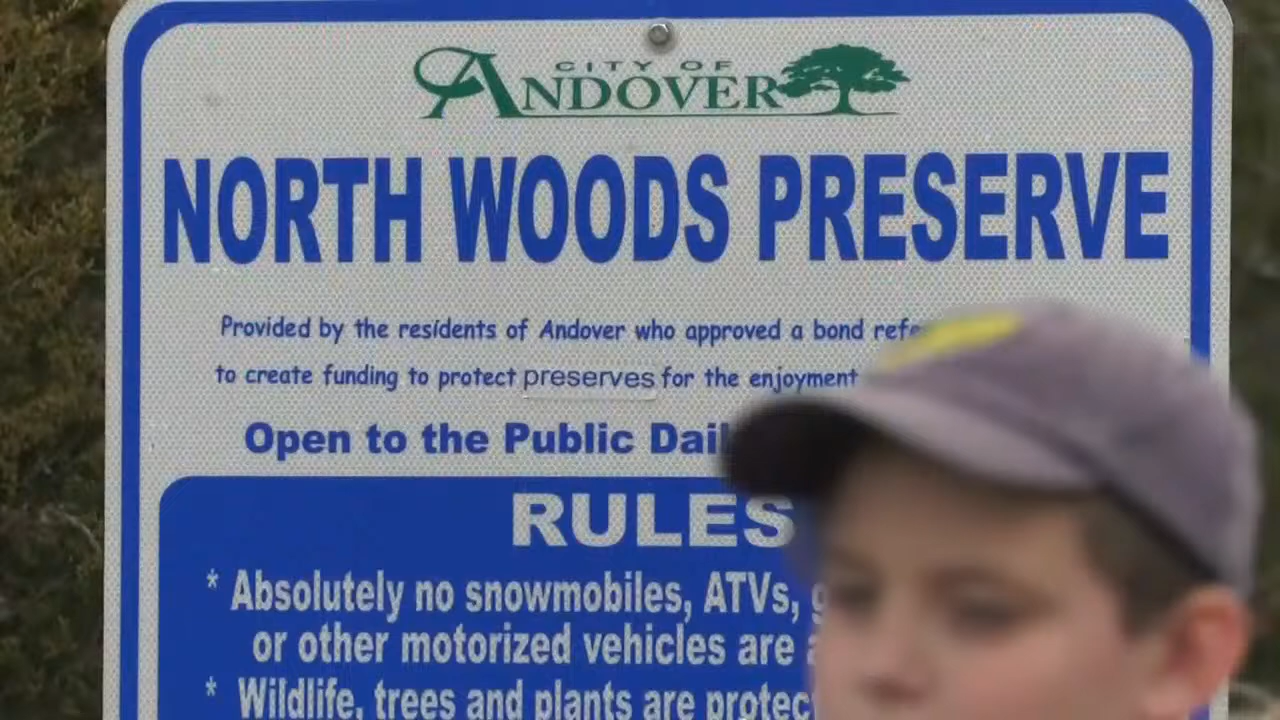 CITY OF
ANDOVER
NORTH WOODS PRESERVE
Provided by the residents of Andover who approved a bond
to create funding to protect preserves for the enjoyment
Open to the Public
RULES
* Absolutely no snowmobiles, ATVs,
or other motorized vehicles are
* Wildlife, trees and plants are